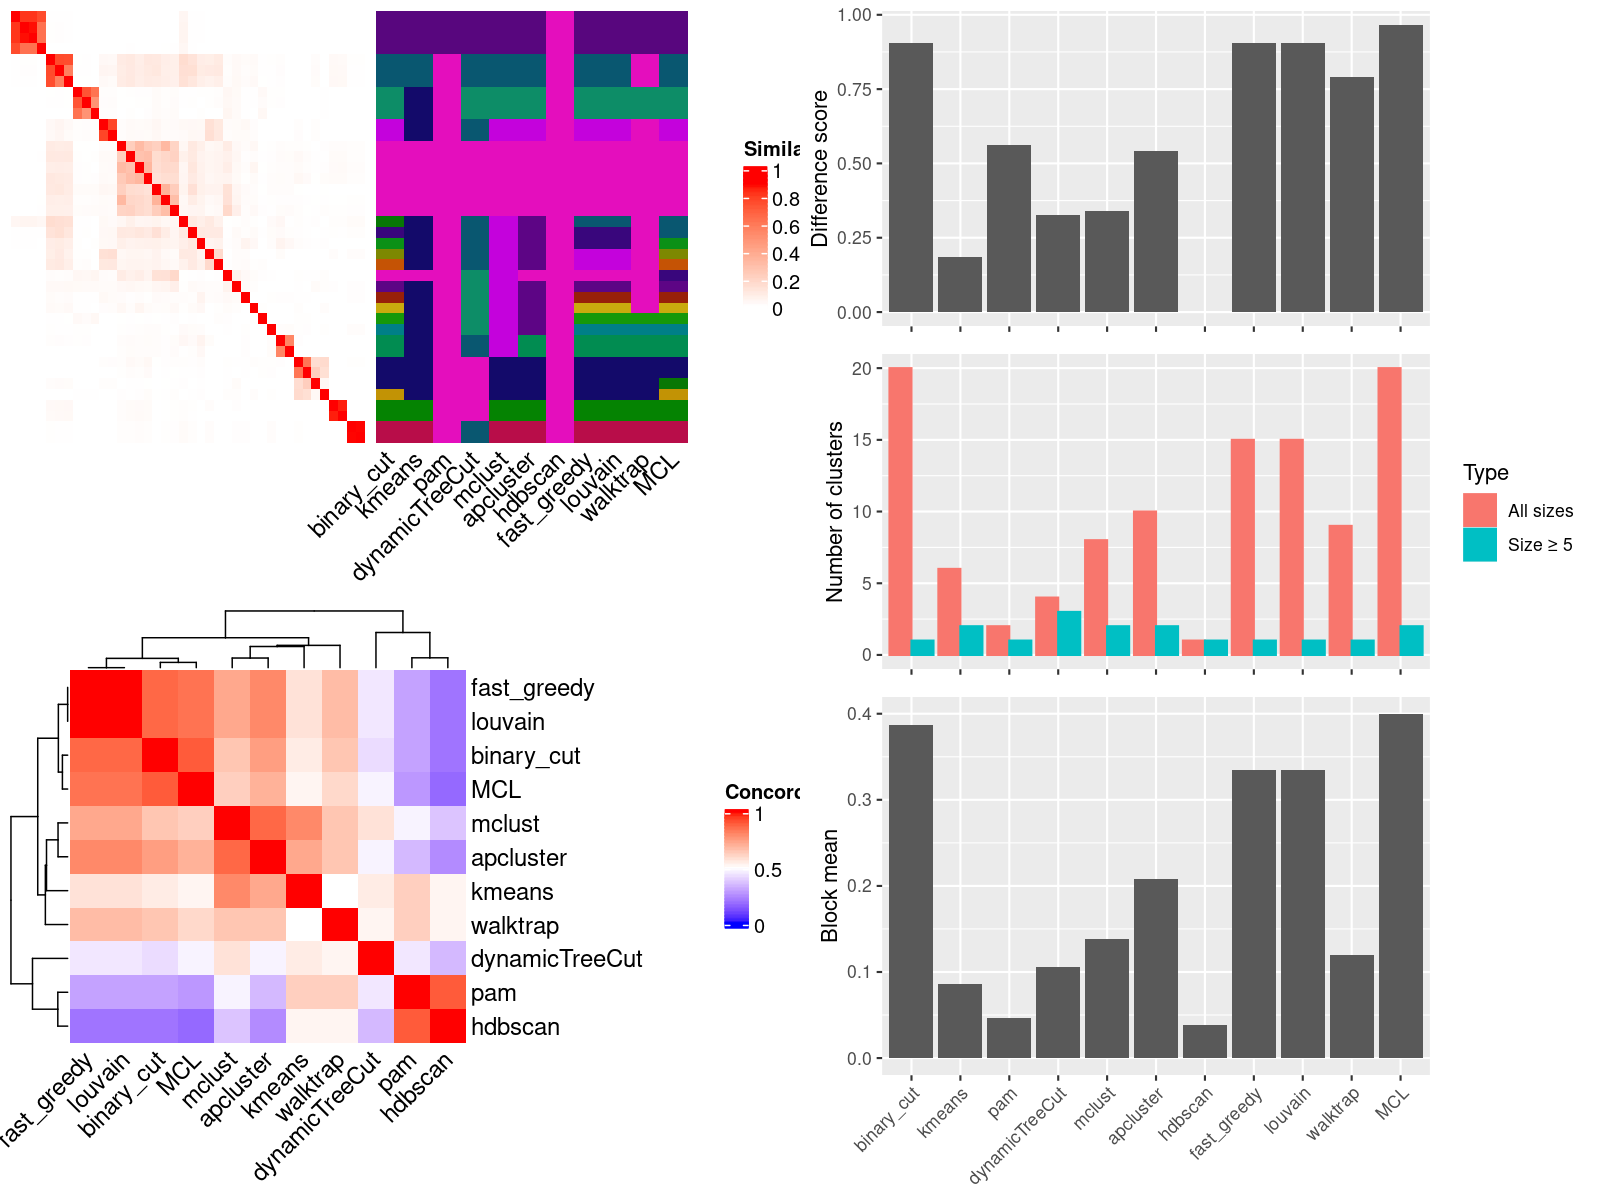 Simila
1
0.8
0.6
0.4
0.2
0
binary_cut
kmeans
pam
dynamicTreeCut
mclust
apcluster
hdbscan
fast_greedy
louvain
walktrap
MCL
fast_greedy
louvain
binary_cut
MCL
mclust
apcluster
kmeans
walktrap
dynamicTreeCut
pam
hdbscan
Concord
1
0.5
0
fast_greedy
louvain
binary_cut
MCL
mclust
apcluster
kmeans
walktrap
dynamicTreeCut
pam
hdbscan
Difference score
1.00
0.75
0.50
0.25
0.00
Number of clusters
20
15
10
5
0
Type
All sizes
Size ≥ 5
Block mean
0.4
0.3
0.2
0.1
0.0
binary_cut
kmeans
pam
dynamicTreeCut
mclust
apcluster
hdbscan
fast_greedy
louvain
walktrap
MCL